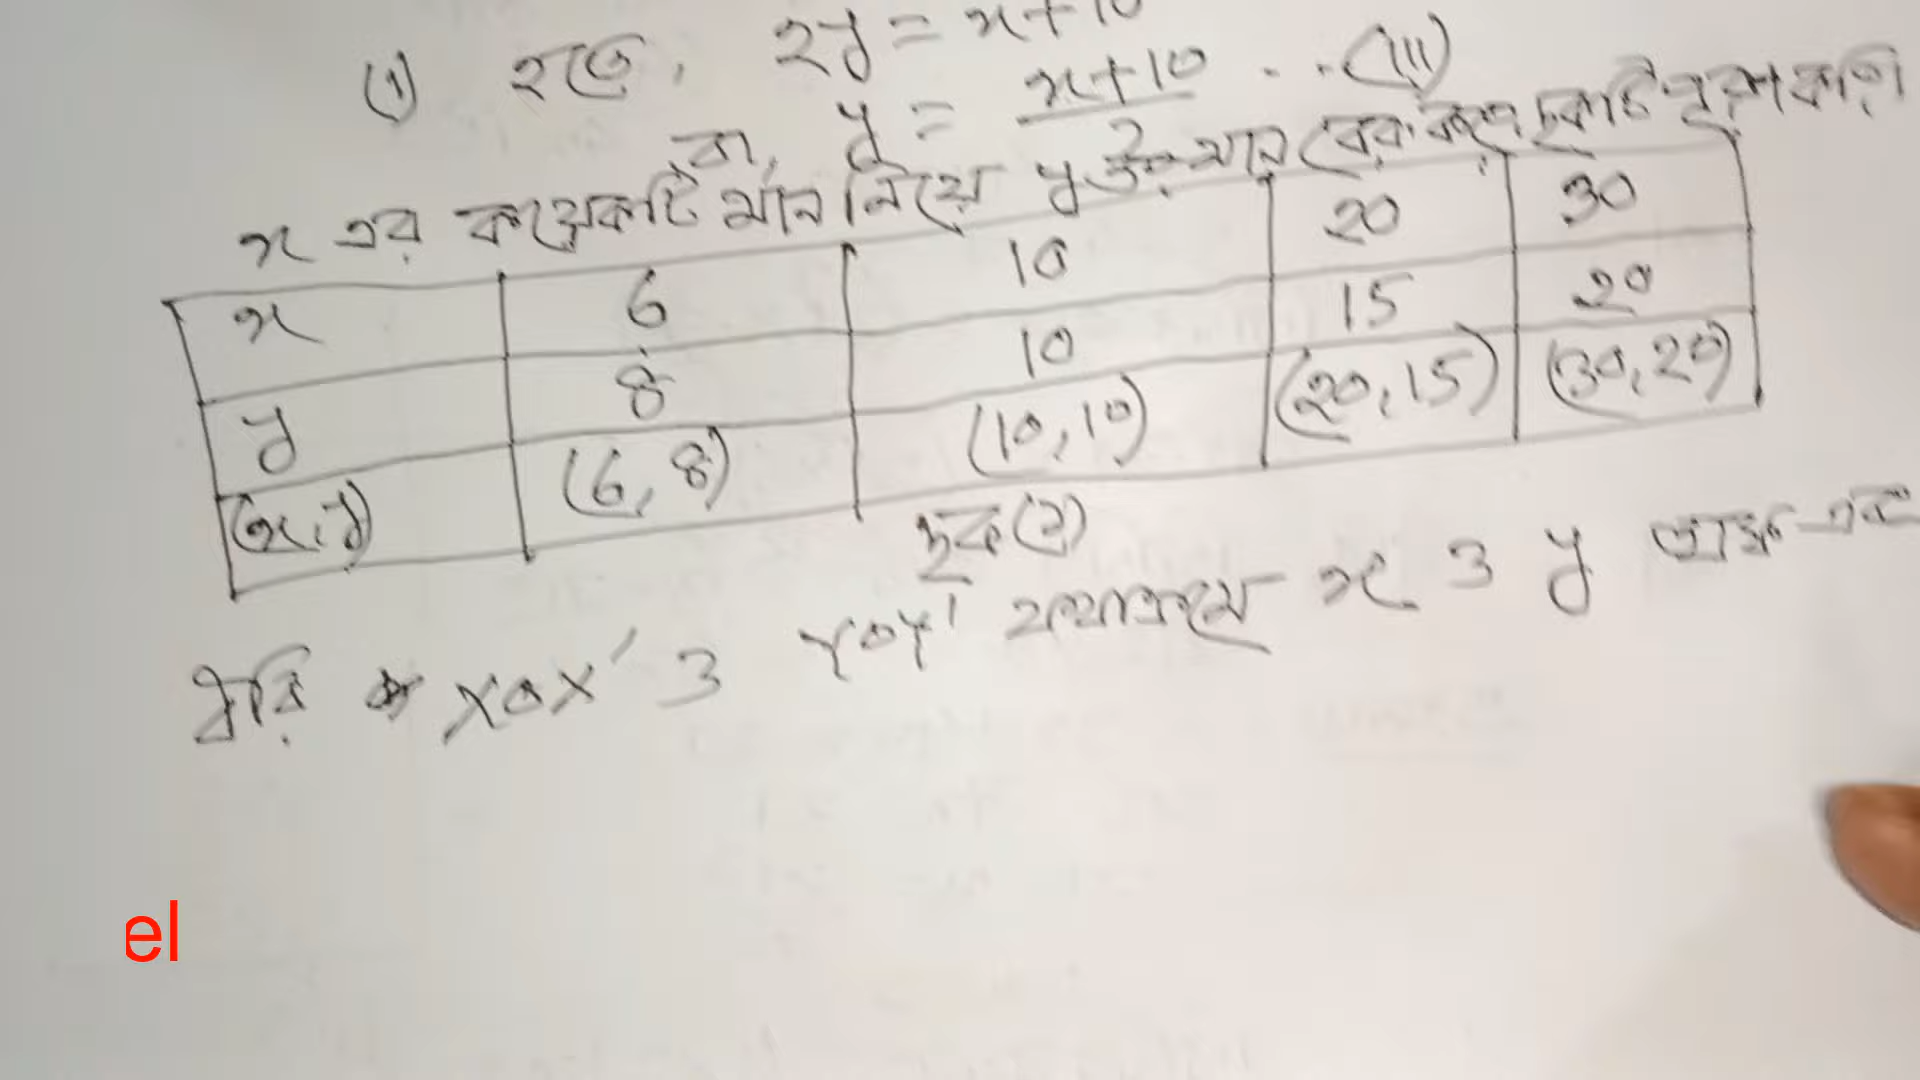 (i) হতে, 2y = x+10
বা, y = x+10/2 ...(iii)
x এর কয়েকটি মান নিয়ে y এর মান বের করে ছকটি পূরণ করি।
x 6 10 20 30
y 8 10 15 20
(x,y) (6,8) (10,10) (20,15) (30,20)
ছক (২)
ধরি XOX' ও YOY' যথাক্রমে x ও y অক্ষ এবং
el